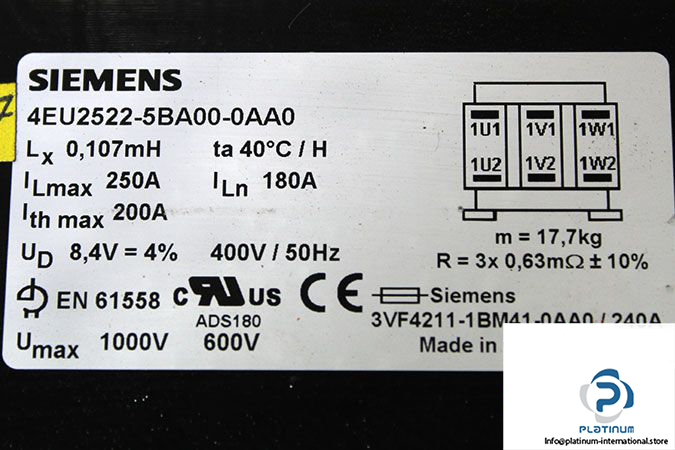 SIEMENS
4EU2522-5BA00-0AA0
Lx 0,107mH ta 40°C / H
ILmax 250A ILn 180A
Ith max 200A
UD 8,4V = 4% 400V / 50Hz
EN 61558 c UR US CE
ADS180
Umax 1000V 600V
1U1 1V1 1W1
1U2 1V2 1W2
m = 17,7kg
R = 3x 0,63mΩ ± 10%
Siemens
3VF4211-1BM41-0AA0 / 240A
Made in
7
PLATINUM
Info@platinum-international.store